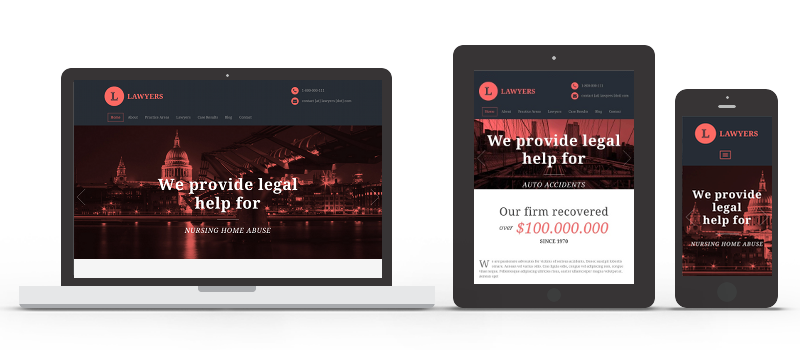 L LAWYERS
1-800-000-111
contact [at] lawyers [dot] com
Home About Practice Areas Lawyers Case Results Blog Contact
We provide legal
help for
NURSING HOME ABUSE
L LAWYERS
1-800-000-111
contact [at] lawyers [dot] com
Home About Practice Areas Lawyers Case Results Blog Contact
We provide legal
help for
AUTO ACCIDENTS
Our firm recovered
over $100.000.000
SINCE 1970
L LAWYERS
We provide
legal
help for
NURSING HOME ABUSE